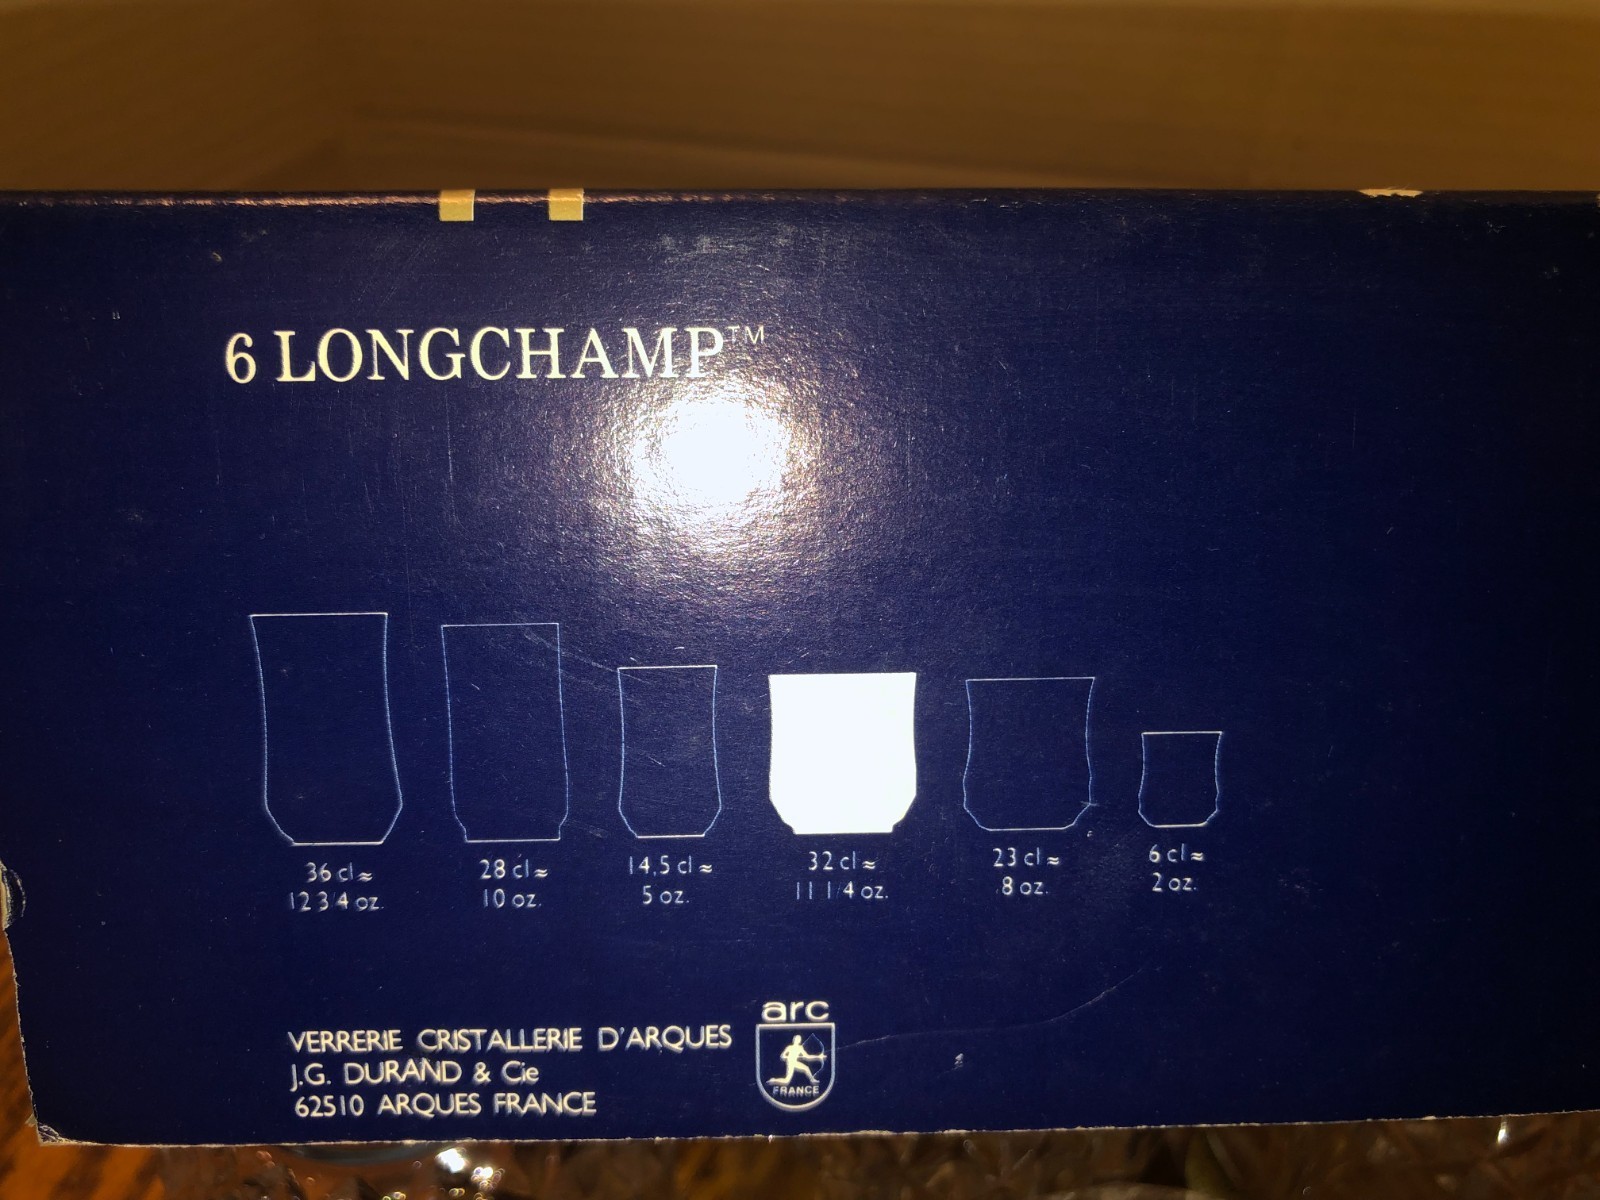 6 LONGCHAMP™
36 cl ≈
12 3/4 oz.
28 cl ≈
10 oz.
14,5 cl ≈
5 oz.
32 cl ≈
11 1/4 oz.
23 cl ≈
8 oz.
6 cl ≈
2 oz.
VERRERIE CRISTALLERIE D'ARQUES
J.G. DURAND & Cie
62510 ARQUES FRANCE
arc
FRANCE